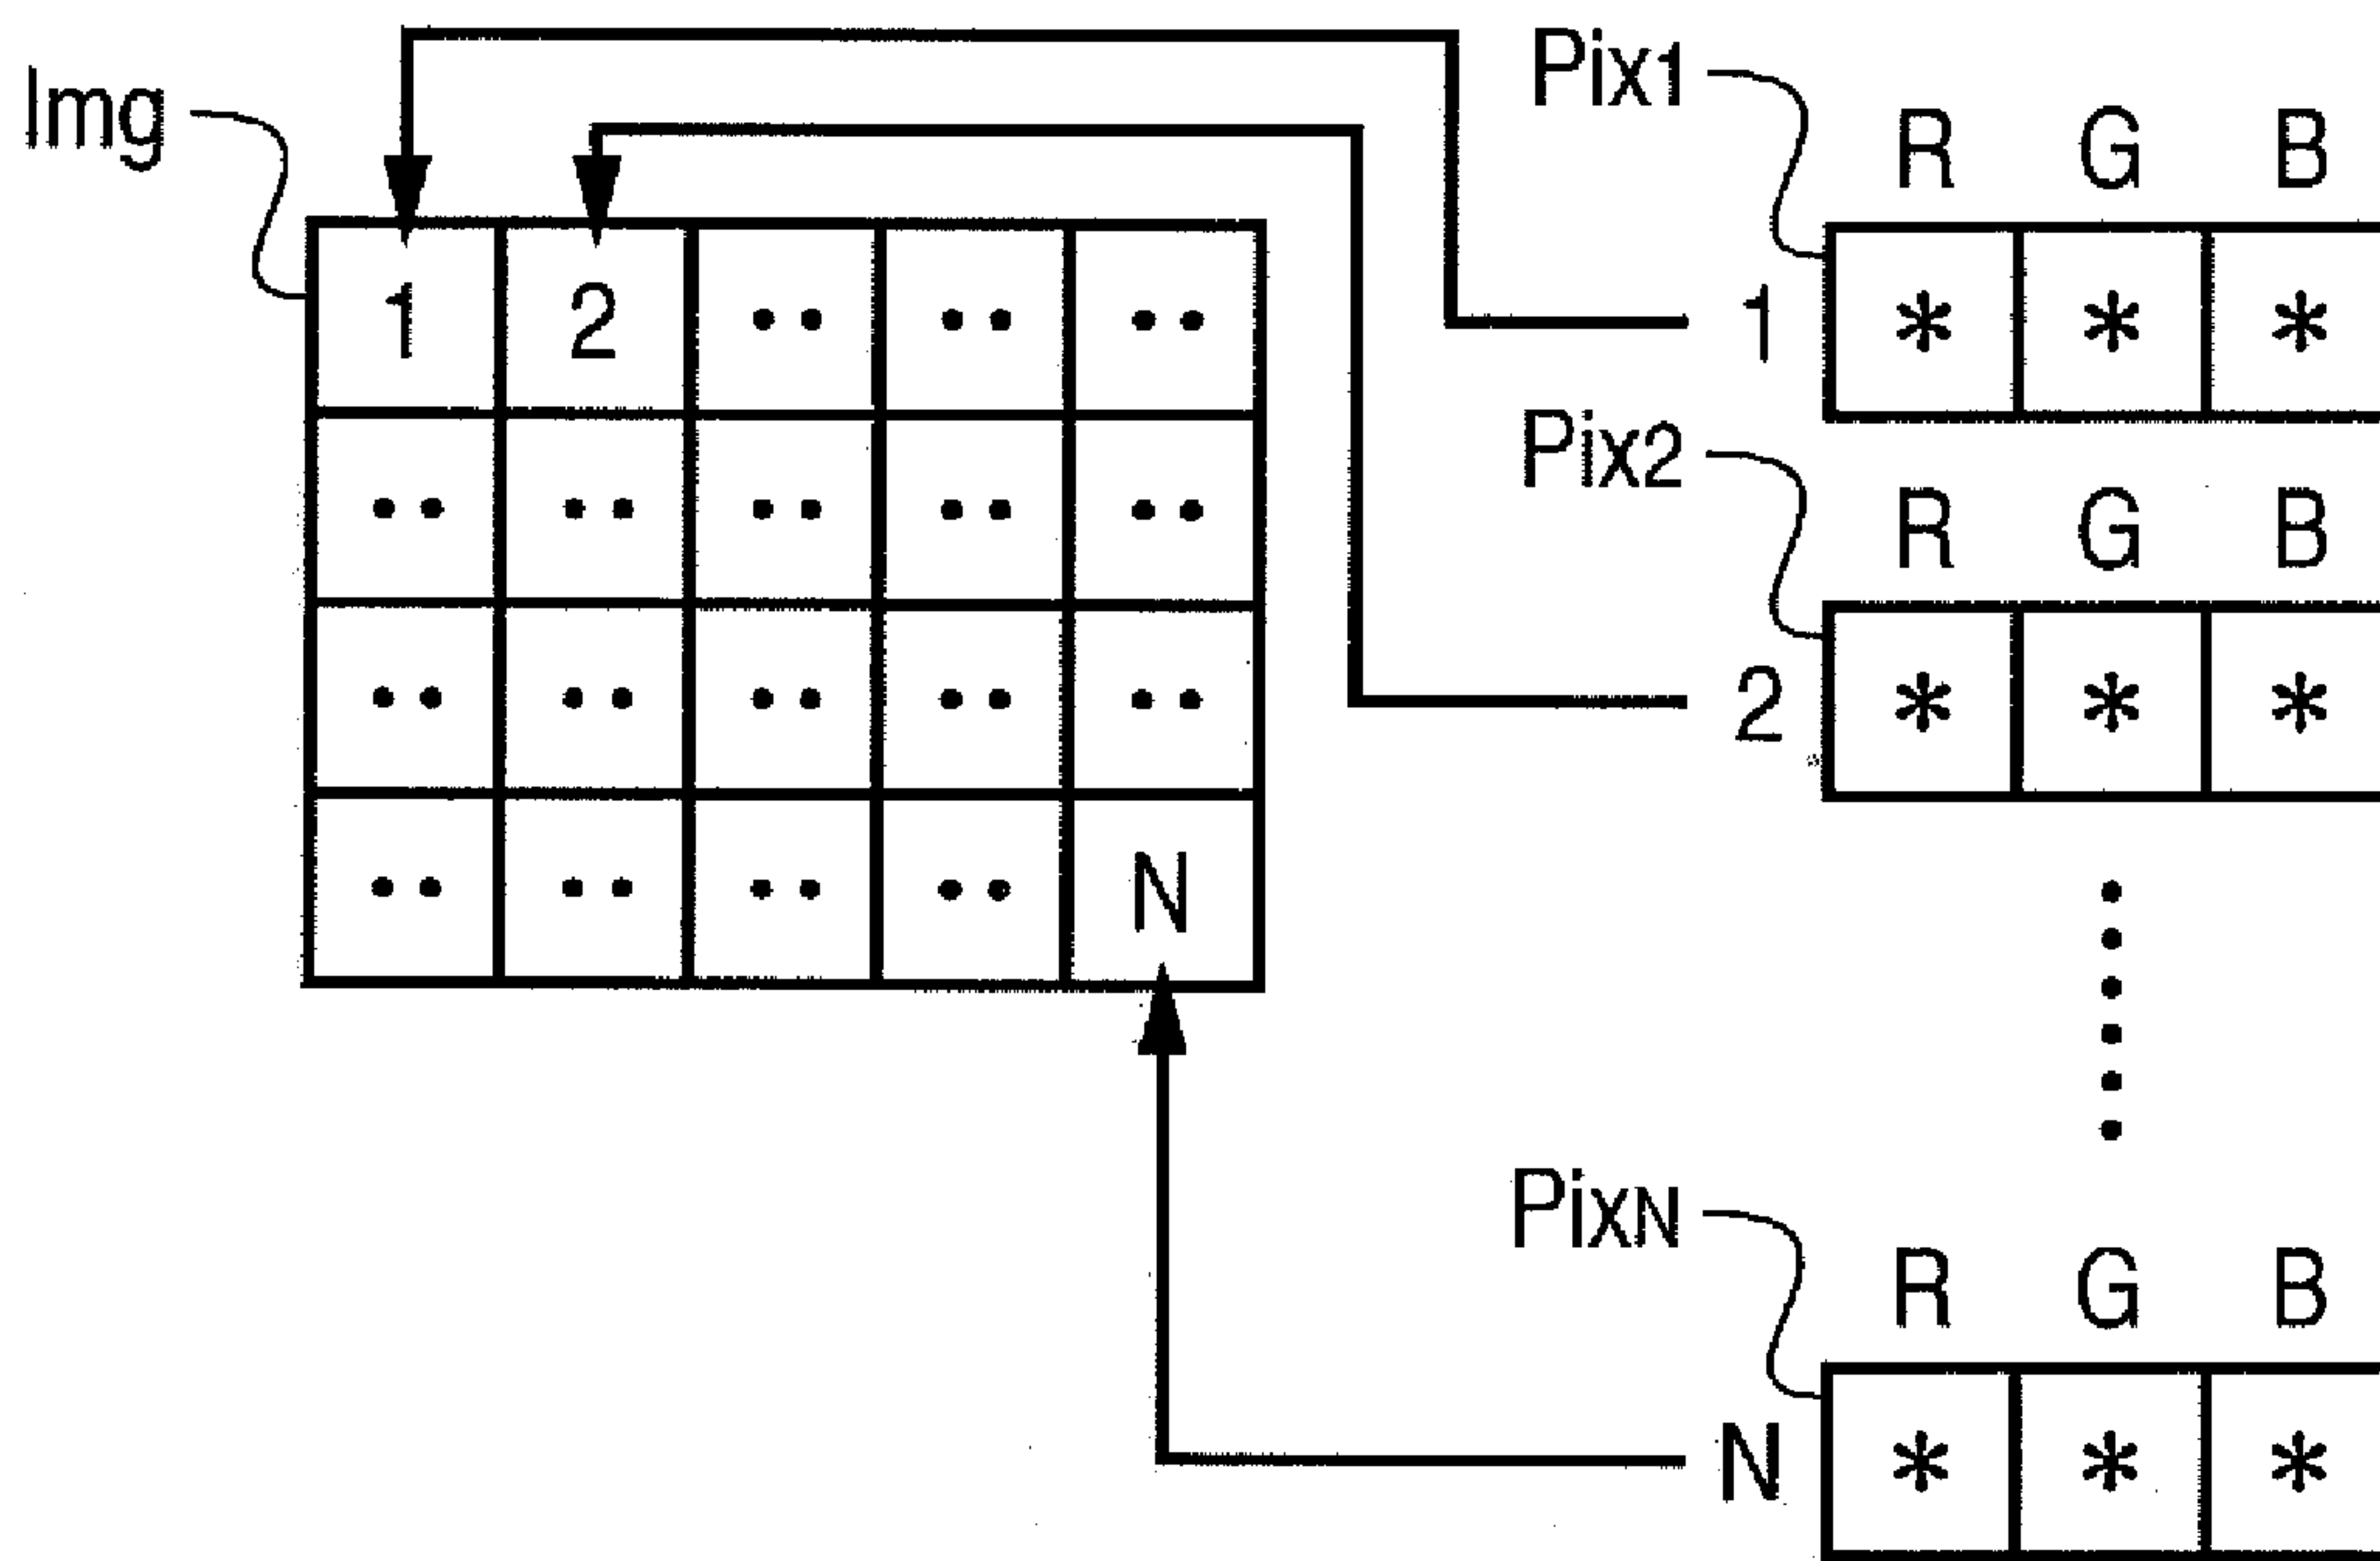 Img
1 2 •• •• ••
•• •• •• •• ••
•• •• •• •• ••
•• •• •• •• N
Pix1
R G B
1 * * *
Pix2
R G B
2 * * *
PixN
R G B
N * * *